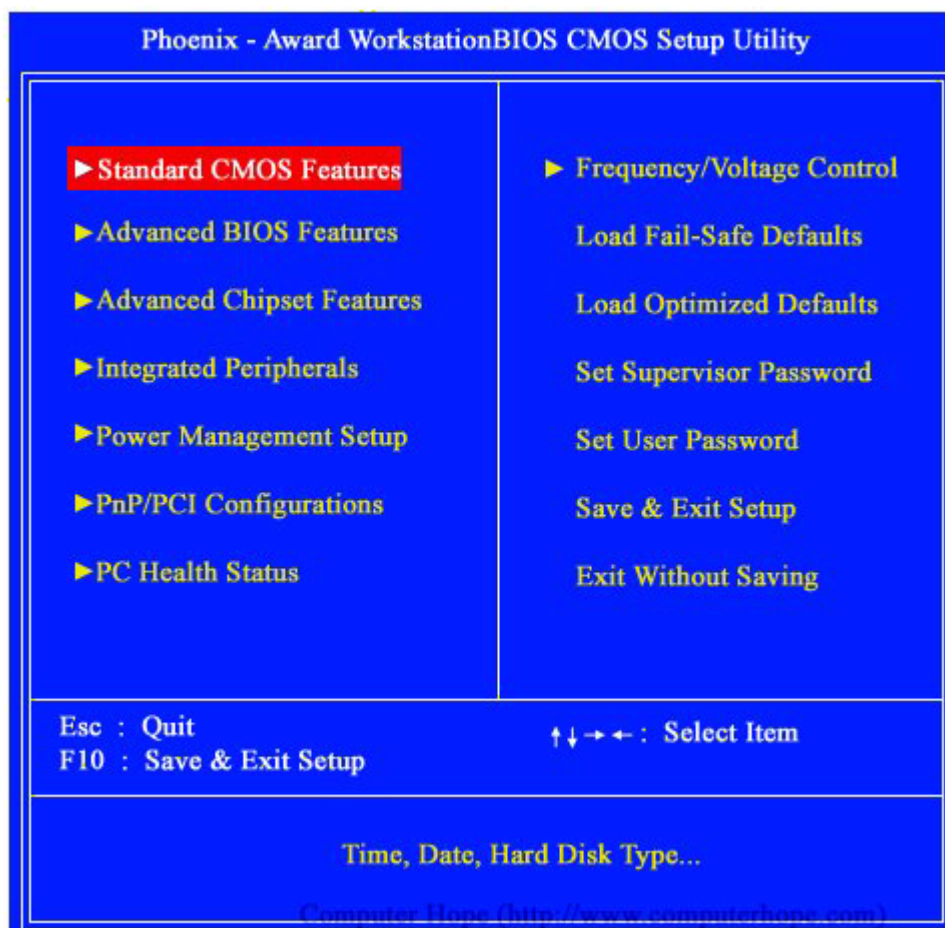 Phoenix - Award WorkstationBIOS CMOS Setup Utility
►Standard CMOS Features
►Advanced BIOS Features
►Advanced Chipset Features
►Integrated Peripherals
►Power Management Setup
►PnP/PCI Configurations
►PC Health Status
► Frequency/Voltage Control
Load Fail-Safe Defaults
Load Optimized Defaults
Set Supervisor Password
Set User Password
Save & Exit Setup
Exit Without Saving
Esc : Quit
F10 : Save & Exit Setup
↑↓→← : Select Item
Time, Date, Hard Disk Type...
Computer Hope (http://www.computerhope.com)